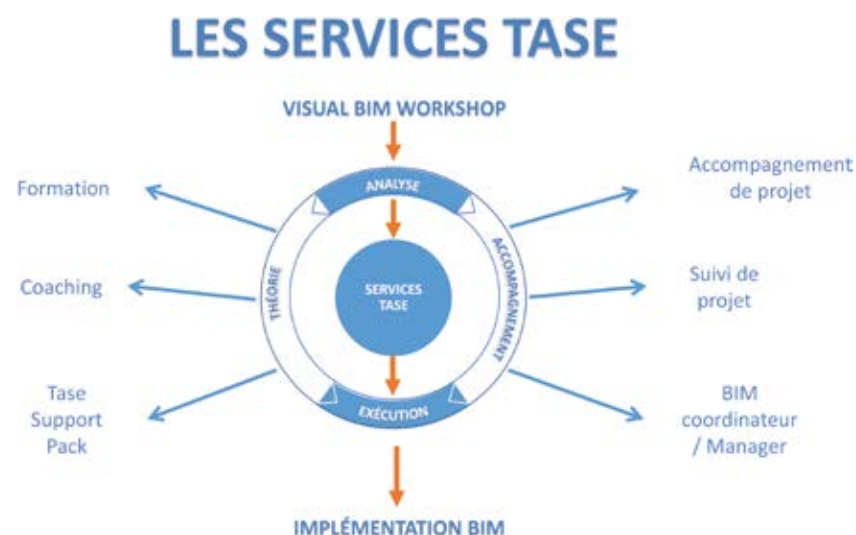 LES SERVICES TASE
VISUAL BIM WORKSHOP
Formation
Coaching
Tase
Support
Pack
ANALYSE
THÉORIE
SERVICES
TASE
ACCOMPAGNEMENT
EXÉCUTION
Accompagnement
de projet
Suivi de
projet
BIM
coordinateur
/ Manager
IMPLÉMENTATION BIM